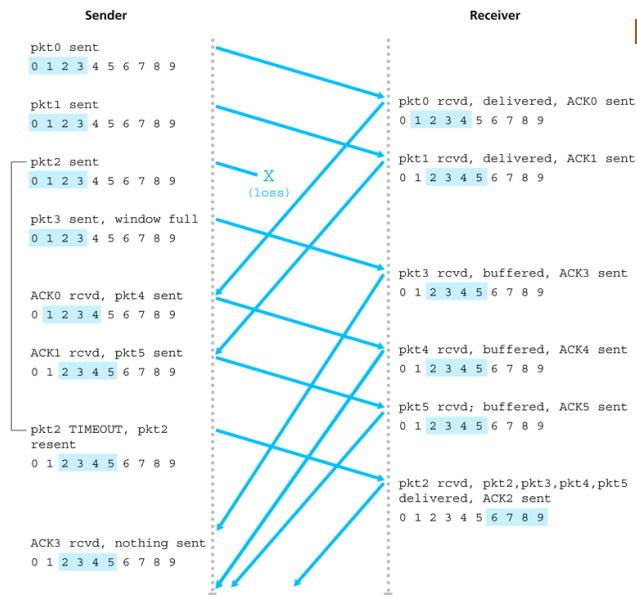 Sender
pkt0 sent
0 1 2 3 4 5 6 7 8 9
pkt1 sent
0 1 2 3 4 5 6 7 8 9
pkt2 sent
0 1 2 3 4 5 6 7 8 9
pkt3 sent, window full
0 1 2 3 4 5 6 7 8 9
ACK0 rcvd, pkt4 sent
0 1 2 3 4 5 6 7 8 9
ACK1 rcvd, pkt5 sent
0 1 2 3 4 5 6 7 8 9
pkt2 TIMEOUT, pkt2
resent
0 1 2 3 4 5 6 7 8 9
ACK3 rcvd, nothing sent
0 1 2 3 4 5 6 7 8 9
X
(loss)
Receiver
pkt0 rcvd, delivered, ACK0 sent
0 1 2 3 4 5 6 7 8 9
pkt1 rcvd, delivered, ACK1 sent
0 1 2 3 4 5 6 7 8 9
pkt3 rcvd, buffered, ACK3 sent
0 1 2 3 4 5 6 7 8 9
pkt4 rcvd, buffered, ACK4 sent
0 1 2 3 4 5 6 7 8 9
pkt5 rcvd; buffered, ACK5 sent
0 1 2 3 4 5 6 7 8 9
pkt2 rcvd, pkt2,pkt3,pkt4,pkt5
delivered, ACK2 sent
0 1 2 3 4 5 6 7 8 9